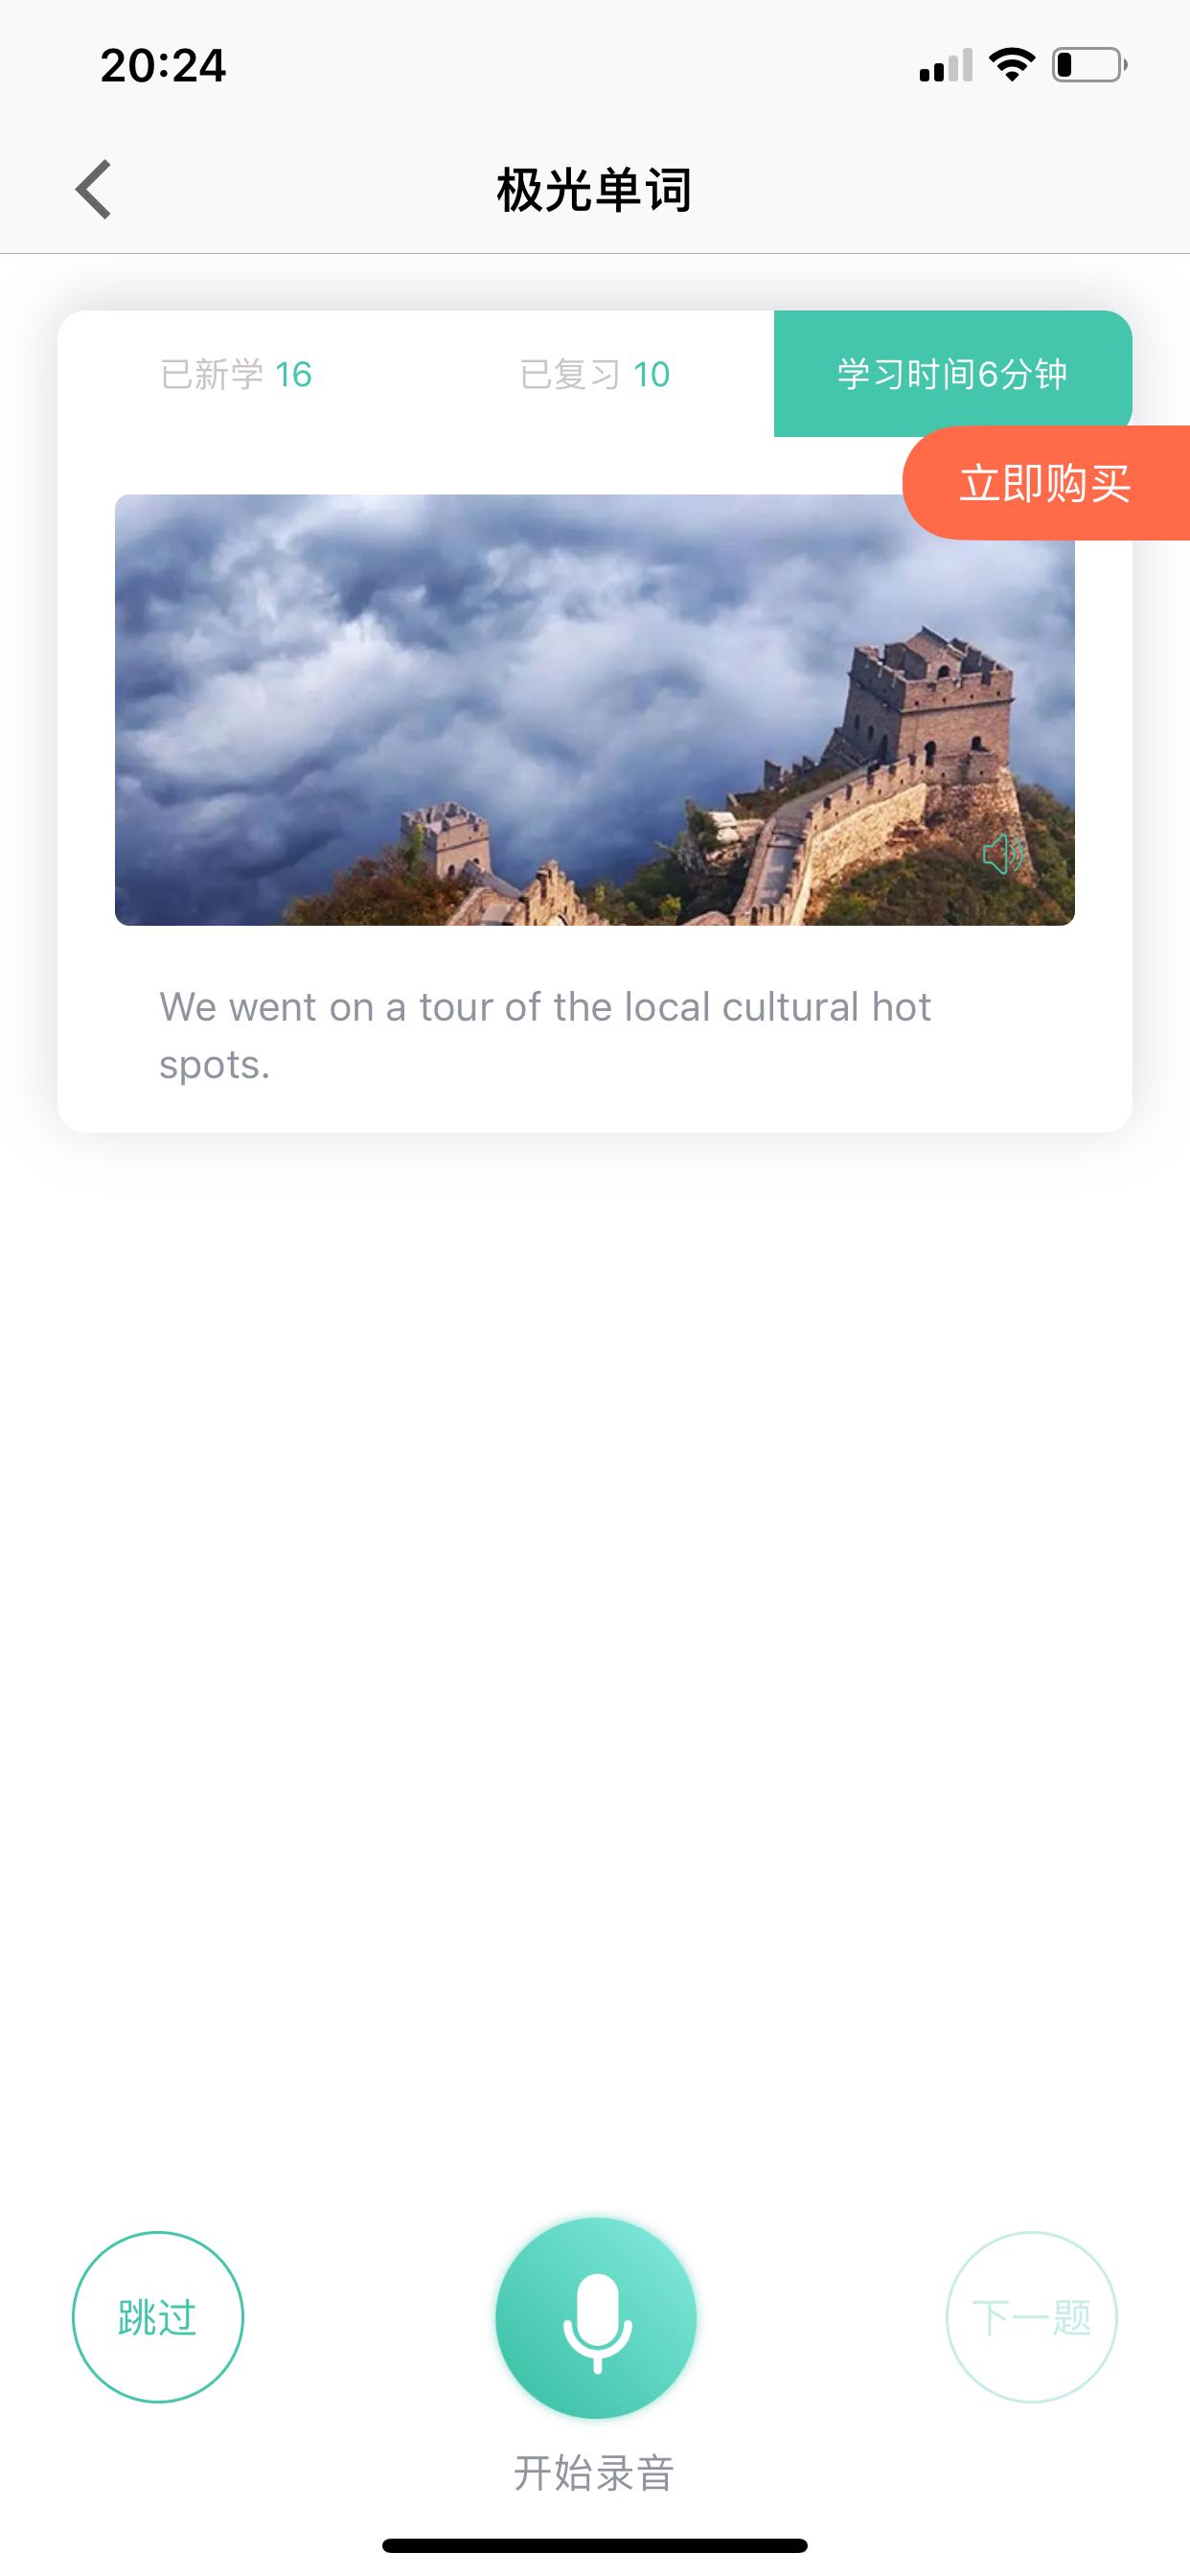 20:24
极光单词
已新学 16
已复习 10
学习时间6分钟
立即购买
We went on a tour of the local cultural hot
spots.
跳过
下一题
开始录音